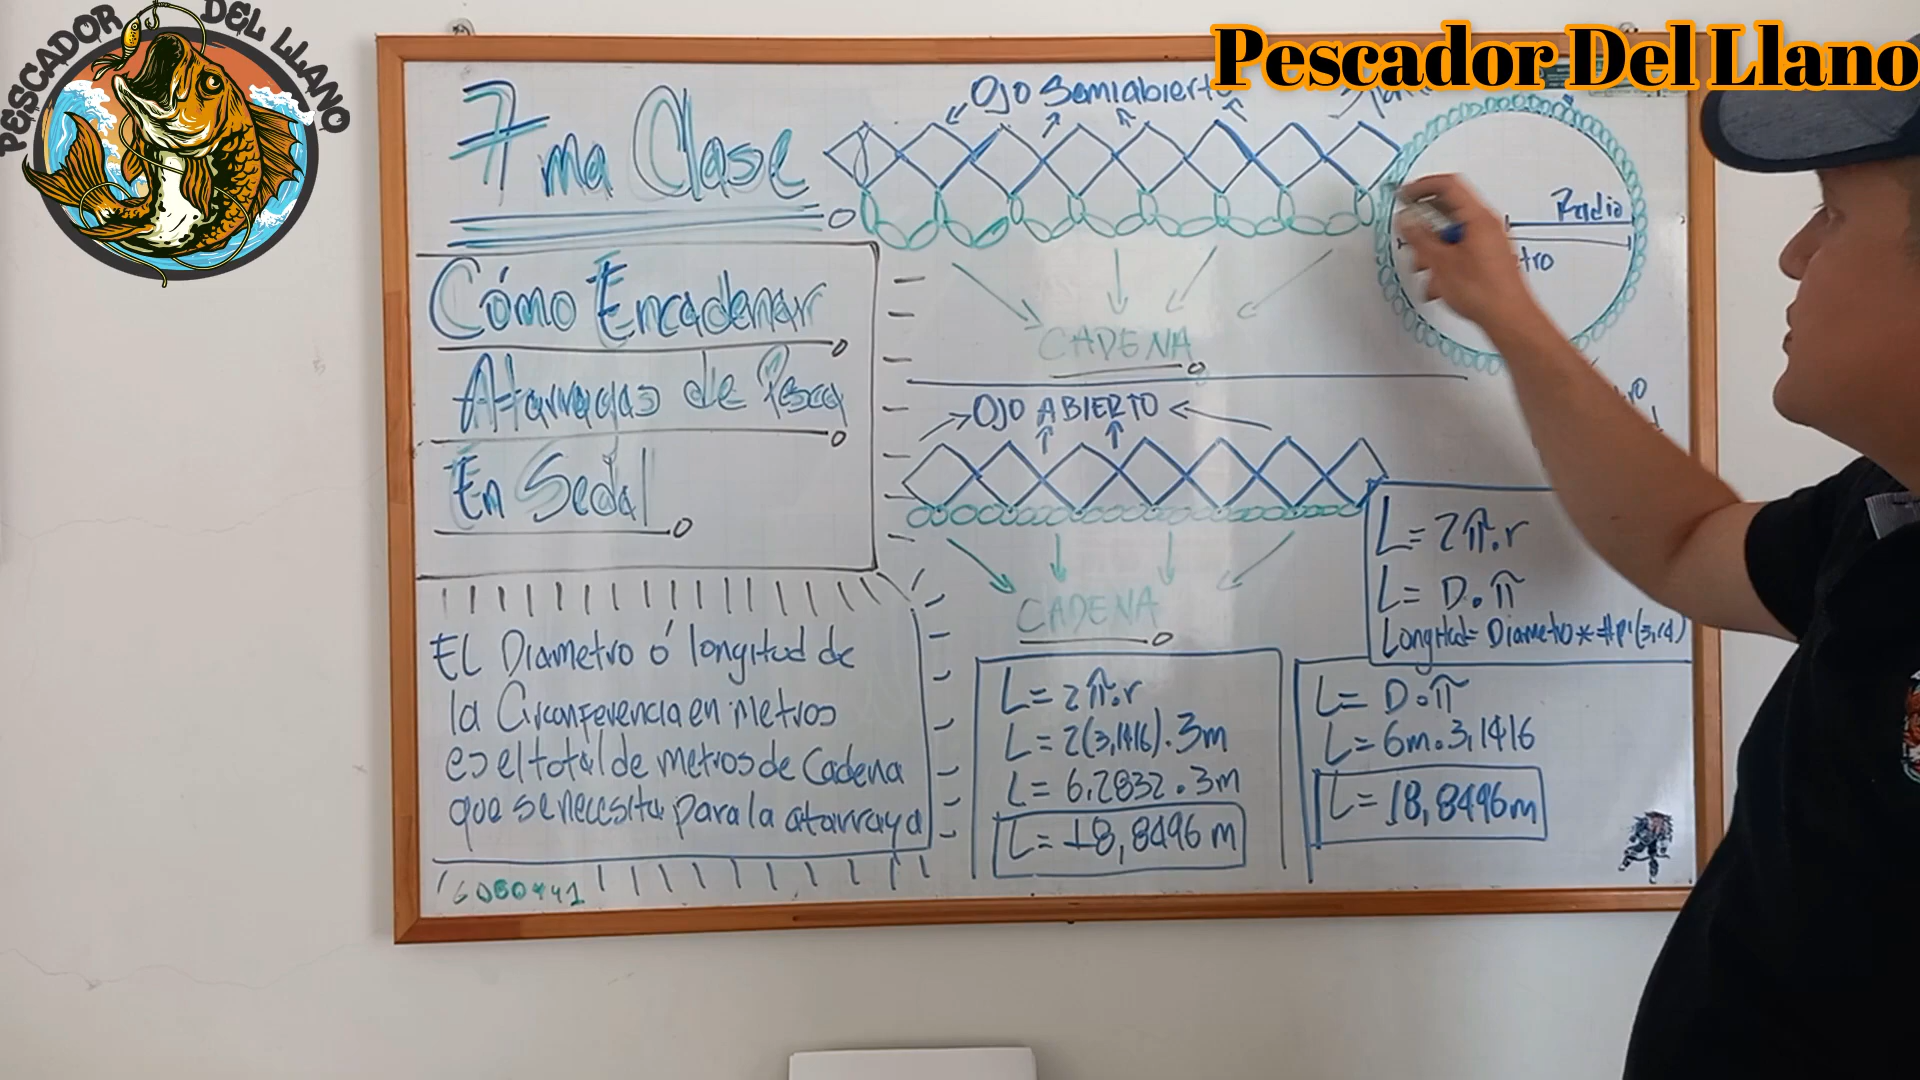 PESCADOR DEL LLANO
Pescador Del Llano
7ma Clase
Cómo Encadenar
Atarrayas de Pesca
En Sedal
El Diametro ó longitud de
la Circonferencia en metros
es el total de metros de Cadena
que se necesita para la atarraya
Ojo Semiabierto
CADENA
OJO ABIERTO
CADENA
Radio
L= 2π.r
L= D.π
Longitud= Diametro * # pi (3,14)
L= 2π.r
L= 2(3,1416).3m
L= 6,2832.3m
L= 18,8496 m
L= D.π
L= 6m.3,1416
L= 18,8496m